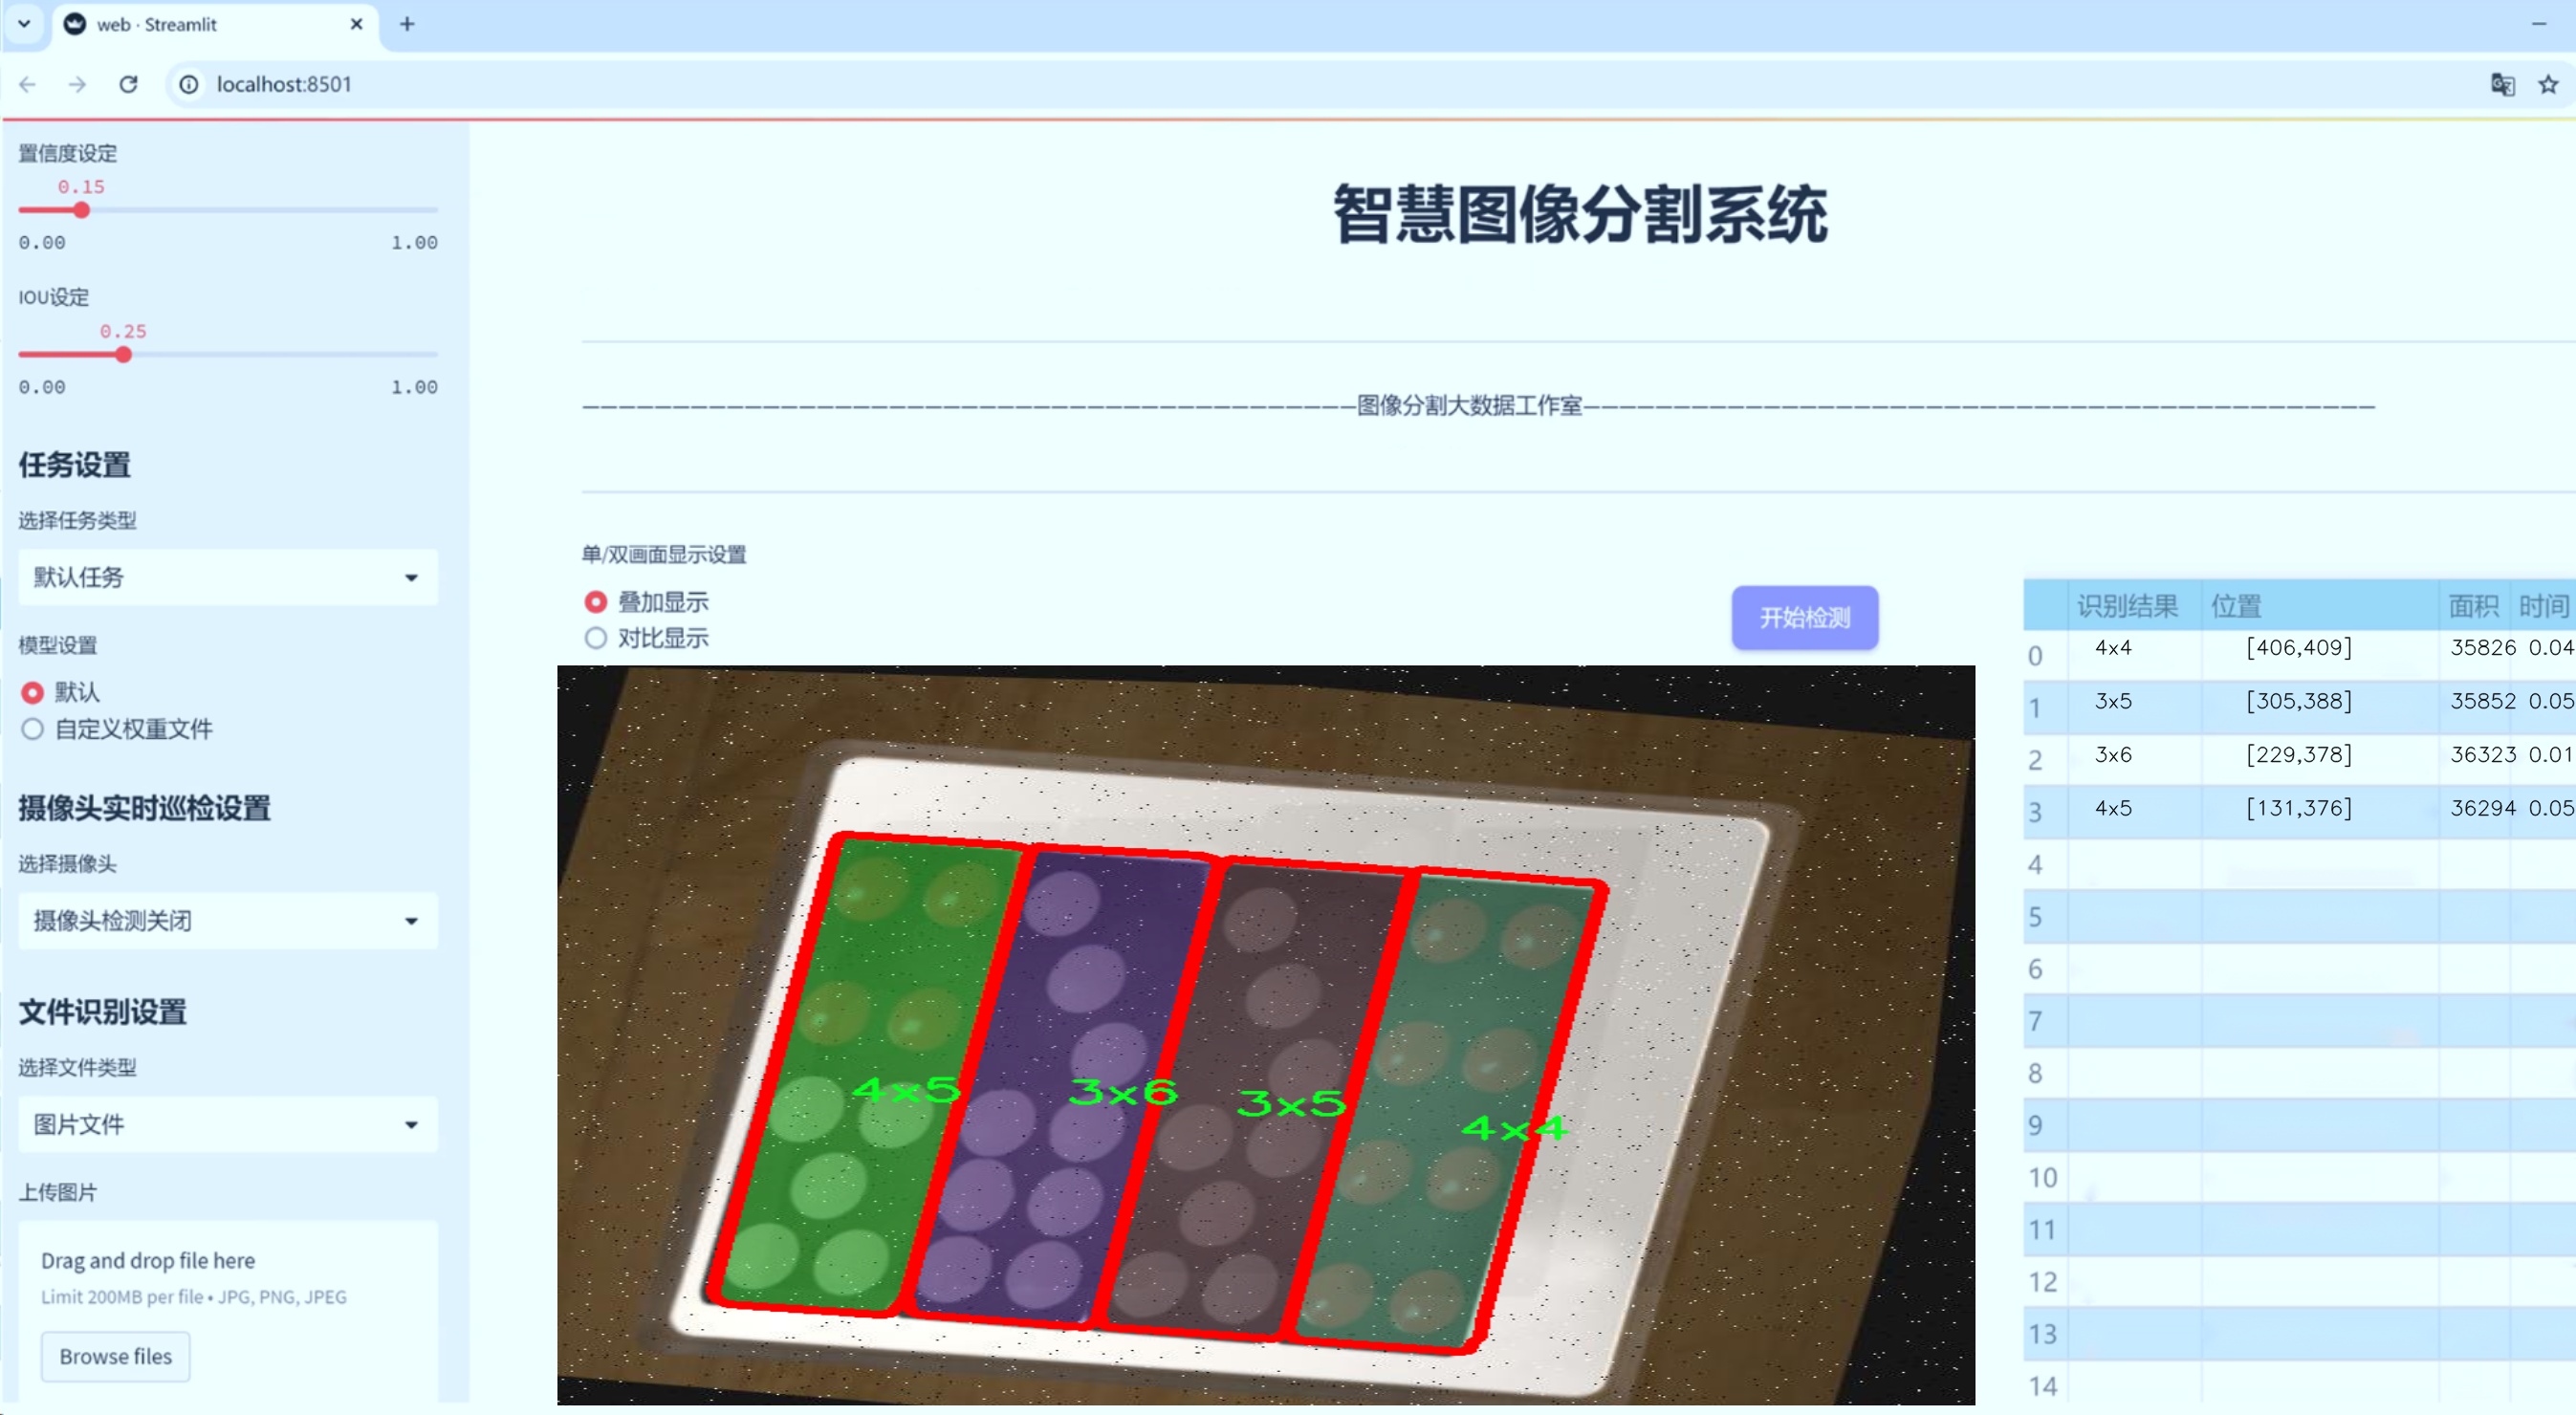 web · Streamlit
localhost:8501
置信度设定
0.15
0.00 1.00
IOU设定
0.25
0.00 1.00
任务设置
选择任务类型
默认任务
模型设置
默认
自定义权重文件
摄像头实时巡检设置
选择摄像头
摄像头检测关闭
文件识别设置
选择文件类型
图片文件
上传图片
Drag and drop file here
Limit 200MB per file • JPG, PNG, JPEG
Browse files
智慧图像分割系统
图像分割大数据工作室
单/双画面显示设置
叠加显示
对比显示
开始检测
4x5
3x6
3x5
4x4
识别结果 位置 面积 时间
0 4x4 [406,409] 35826 0.04
1 3x5 [305,388] 35852 0.05
2 3x6 [229,378] 36323 0.01
3 4x5 [131,376] 36294 0.05
4
5
6
7
8
9
10
11
12
13
14